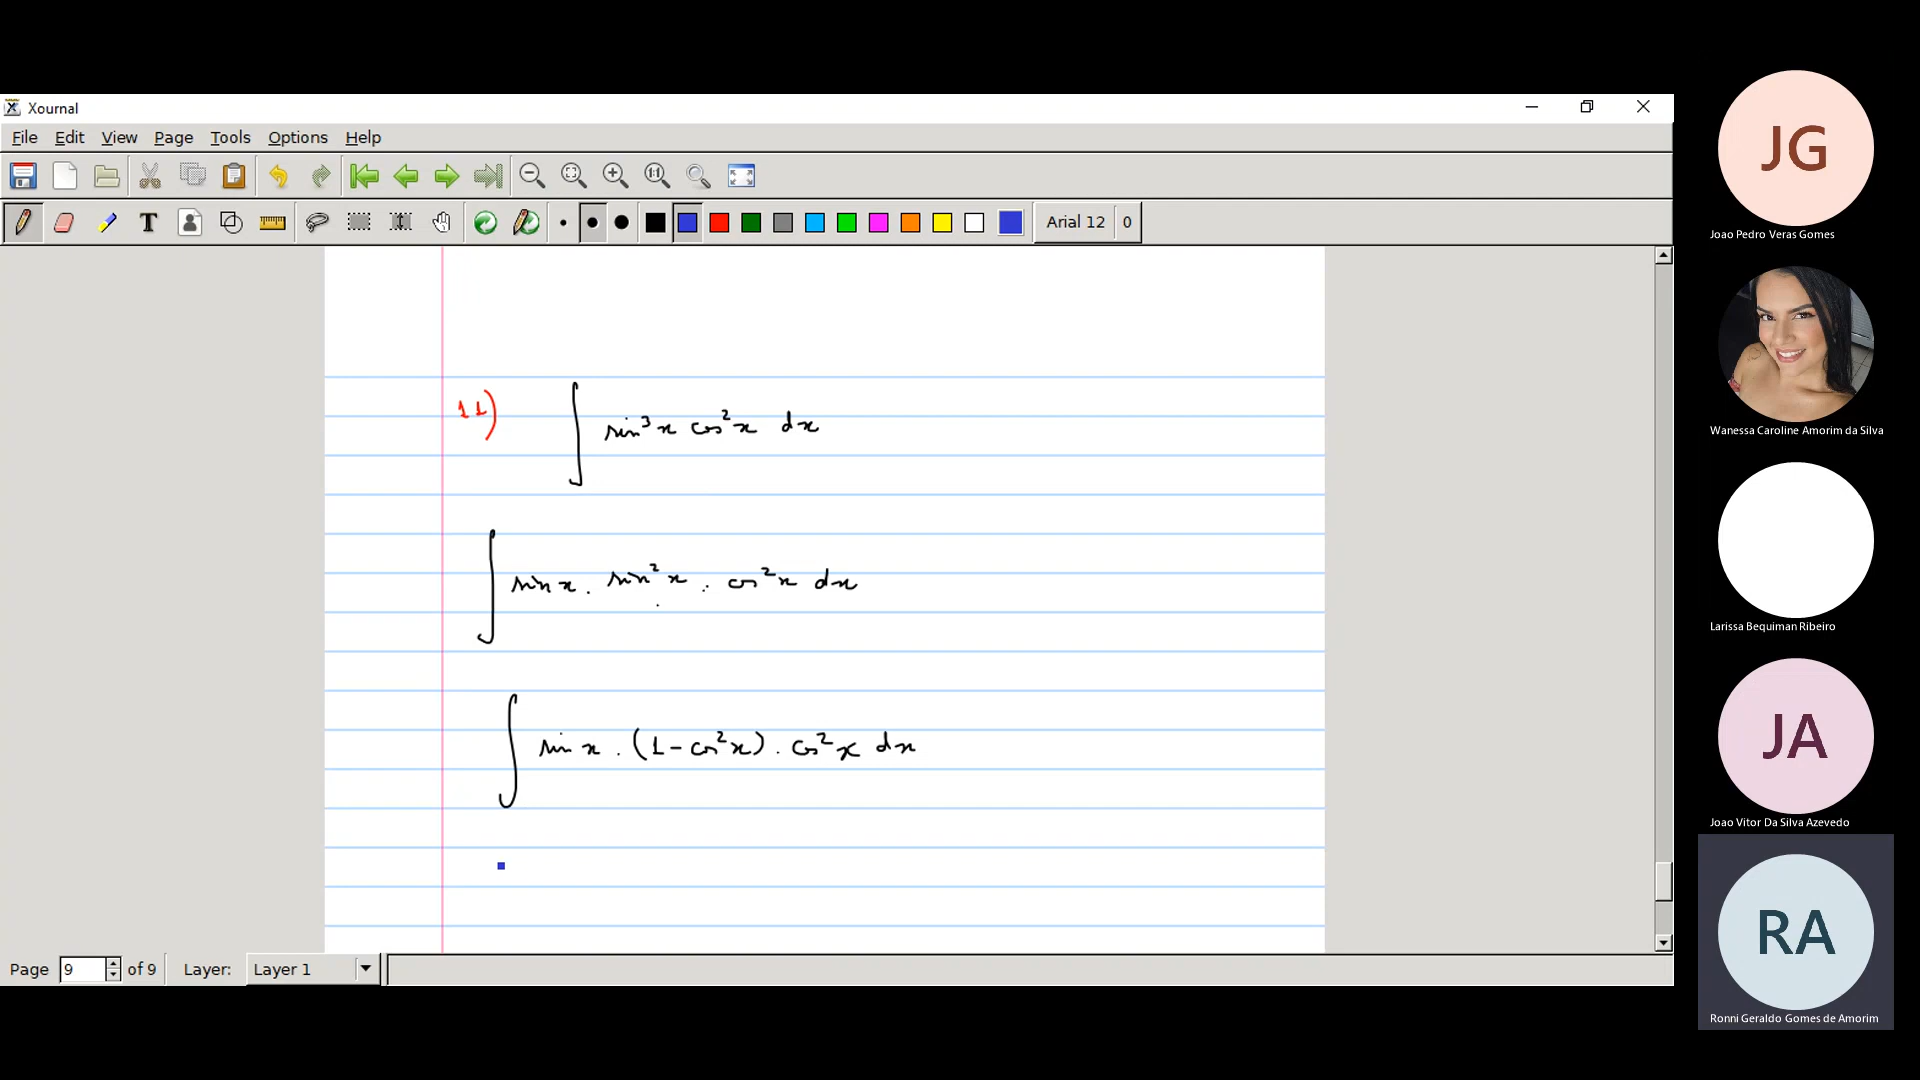 Xournal
File Edit View Page Tools Options Help
Arial 12 0
11) ∫ sin³x cos²x dx
∫ sin x . sin²x . cos²x dx
∫ sin x . (1 - cos²x) . cos²x dx
Page 9 of 9 Layer: Layer 1
JG
Joao Pedro Veras Gomes
Wanessa Caroline Amorim da Silva
Larissa Bequiman Ribeiro
JA
Joao Vitor Da Silva Azevedo
RA
Ronni Geraldo Gomes de Amorim